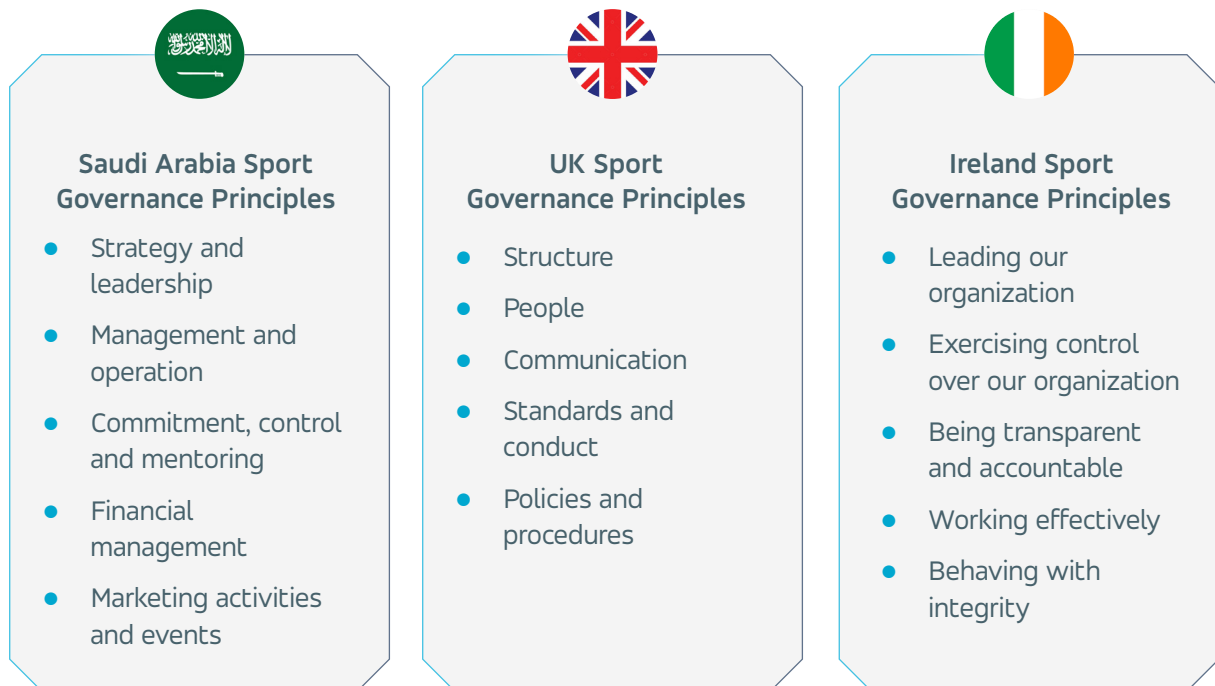 Saudi Arabia Sport
Governance Principles
Strategy and
leadership
Management and
operation
Commitment, control
and mentoring
Financial
management
Marketing activities
and events
UK Sport
Governance Principles
Structure
People
Communication
Standards and
conduct
Policies and
procedures
Ireland Sport
Governance Principles
Leading our
organization
Exercising control
over our organization
Being transparent
and accountable
Working effectively
Behaving with
integrity